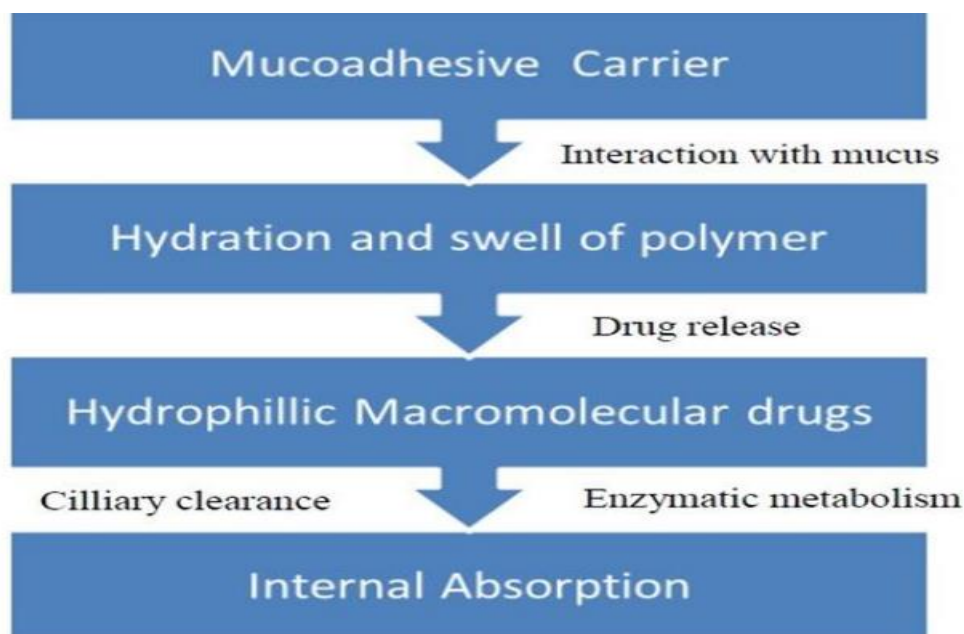 Mucoadhesive Carrier
Interaction with mucus
Hydration and swell of polymer
Drug release
Hydrophillic Macromolecular drugs
Cilliary clearance
Enzymatic metabolism
Internal Absorption